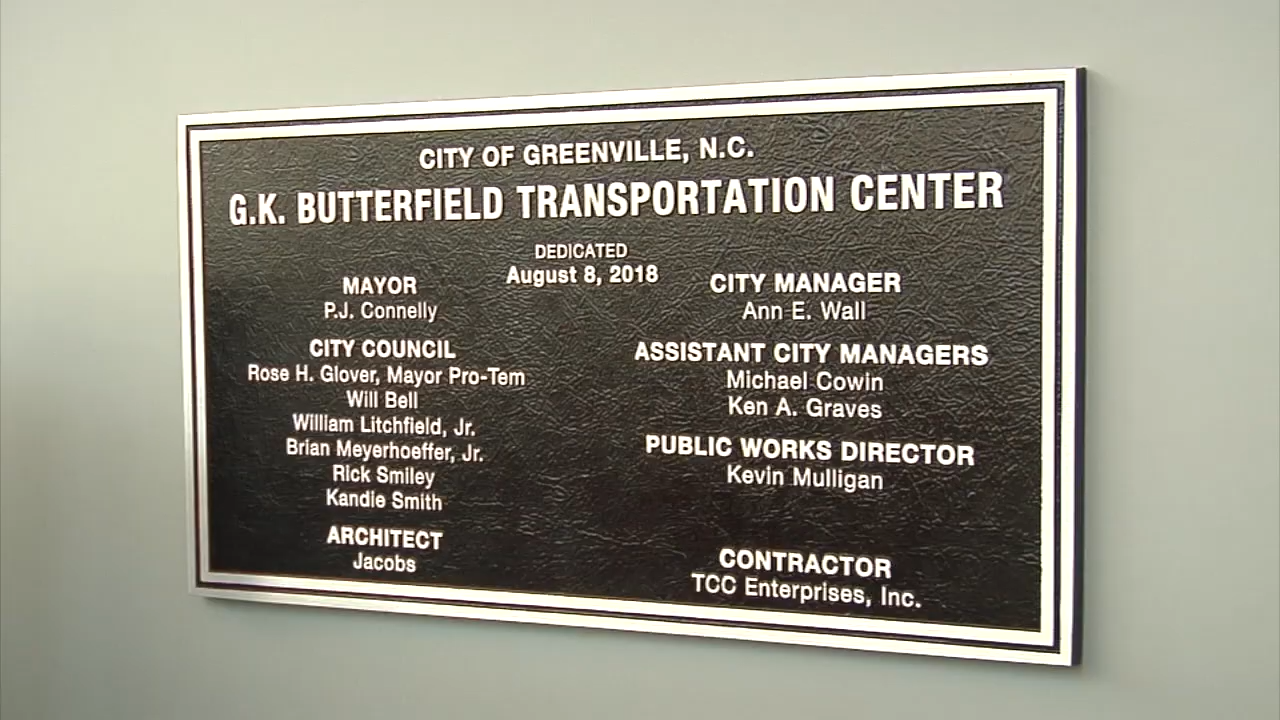 CITY OF GREENVILLE, N.C.
G.K. BUTTERFIELD TRANSPORTATION CENTER
DEDICATED
August 8, 2018
MAYOR
P.J. Connelly
CITY COUNCIL
Rose H. Glover, Mayor Pro-Tem
Will Bell
William Litchfield, Jr.
Brian Meyerhoeffer, Jr.
Rick Smiley
Kandie Smith
ARCHITECT
Jacobs
CITY MANAGER
Ann E. Wall
ASSISTANT CITY MANAGERS
Michael Cowin
Ken A. Graves
PUBLIC WORKS DIRECTOR
Kevin Mulligan
CONTRACTOR
TCC Enterprises, Inc.